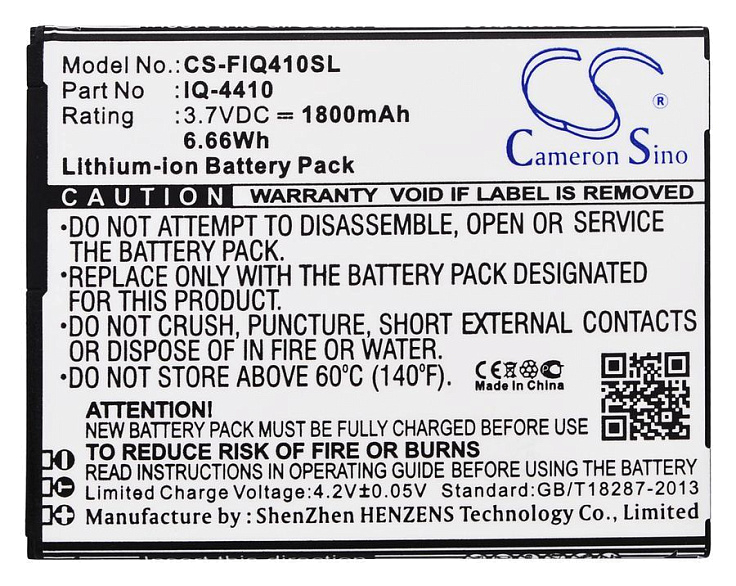 Model No.: CS-FIQ410SL
Part No : IQ-4410
Rating : 3.7VDC = 1800mAh
6.66Wh
Lithium-ion Battery Pack
CS ®
Cameron Sino
CAUTION WARRANTY VOID IF LABEL IS REMOVED
•DO NOT ATTEMPT TO DISASSEMBLE, OPEN OR SERVICE
THE BATTERY PACK.
•REPLACE ONLY WITH THE BATTERY PACK DESIGNATED
FOR THIS PRODUCT.
•DO NOT CRUSH, PUNCTURE, SHORT EXTERNAL CONTACTS
OR DISPOSE OF IN FIRE OR WATER.
•DO NOT STORE ABOVE 60°C (140°F).
CE
Made In China
ATTENTION!
NEW BATTERY PACK MUST BE FULLY CHARGED BEFORE USE
TO REDUCE RISK OF FIRE OR BURNS
READ INSTRUCTIONS IN OPERATING GUIDE BEFORE USING THE BATTERY
Limited Charge Voltage:4.2V±0.05V Standard:GB/T18287-2013
Manufacture by : ShenZhen HENZENS Technology Co., Limited